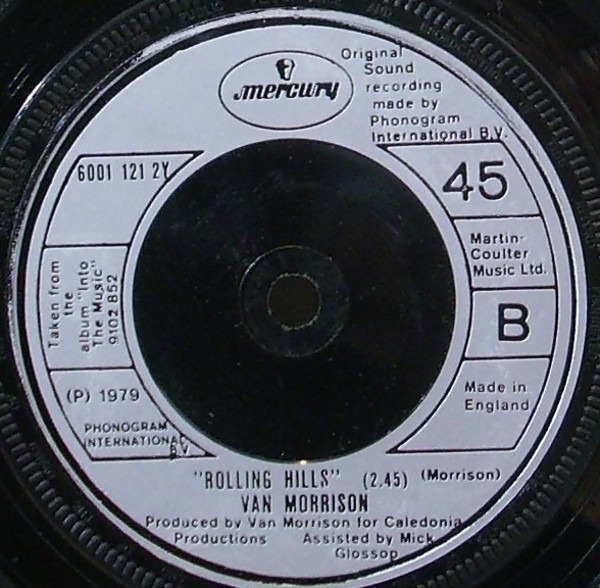 mercury
Original
Sound
recording
made by
Phonogram
International B.V.
6001 121 2Y
45
Taken from
the
album "Into
The Music"
9102 852
Martin-
Coulter
Music Ltd.
B
(P) 1979
Made in
England
PHONOGRAM
INTERNATIONAL
B.V
"ROLLING HILLS" (2.45) (Morrison)
VAN MORRISON
Produced by Van Morrison for Caledonia
Productions Assisted by Mick
Glossop